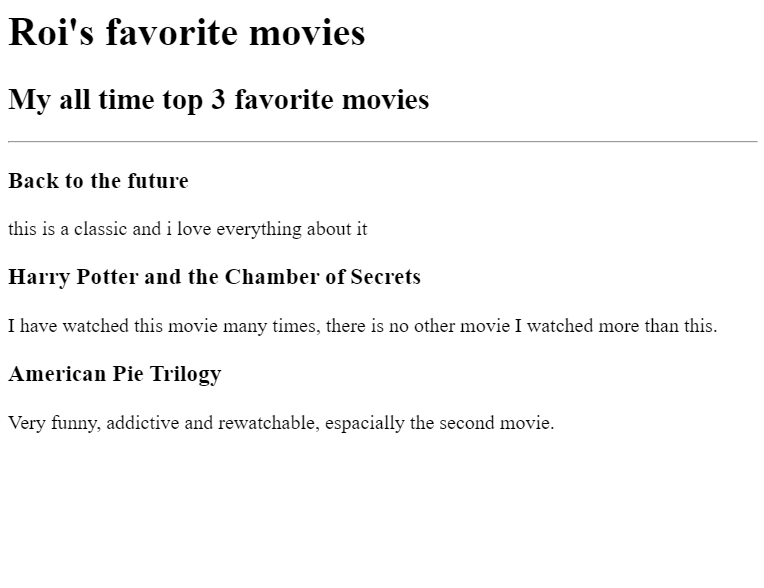 Roi's favorite movies
My all time top 3 favorite movies
Back to the future
this is a classic and i love everything about it
Harry Potter and the Chamber of Secrets
I have watched this movie many times, there is no other movie I watched more than this.
American Pie Trilogy
Very funny, addictive and rewatchable, espacially the second movie.